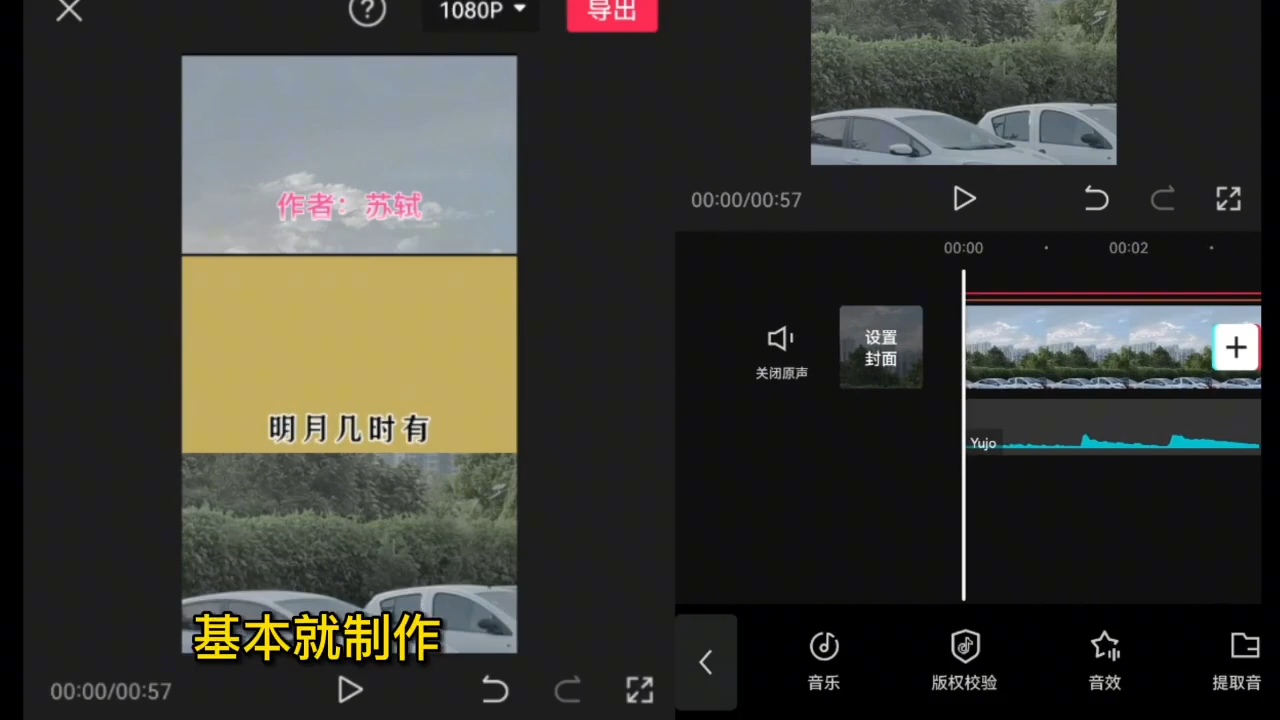 1080P
导出
作者：苏轼
明月几时有
基本就制作
00:00/00:57
00:00/00:57
00:00
00:02
关闭原声
设置
封面
Yujo
音乐
版权校验
音效
提取音